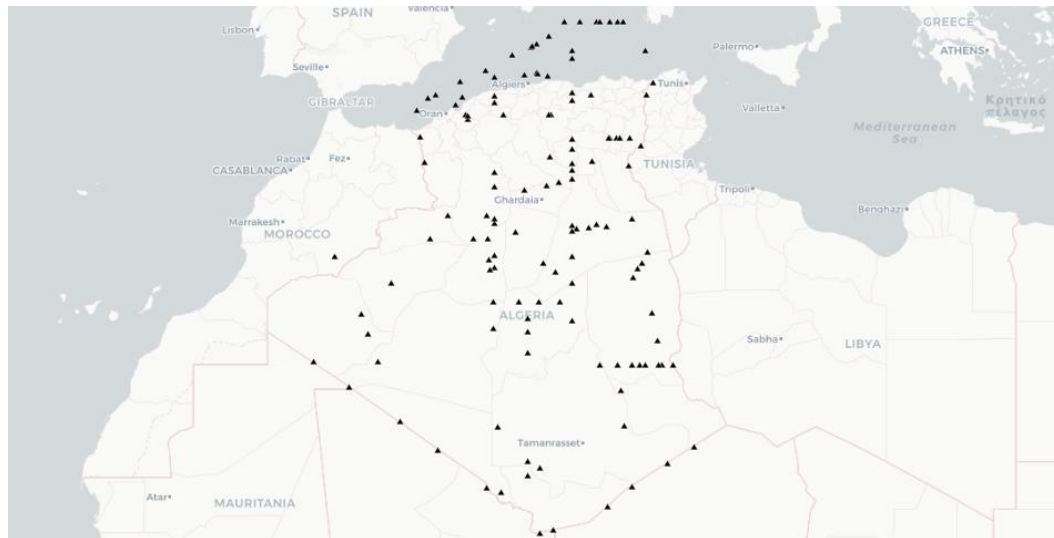 Valencia
SPAIN
Lisbon
GREECE
Palermo
ATHENS
Seville
Algiers
Tunis
GIBRALTAR
Oran
Valletta
Κρητικό
πέλαγος
Mediterranean
Sea
Rabat
Fez
CASABLANCA
TUNISIA
Tripoli
Ghardaia
Benghazi
Marrakesh
MOROCCO
ALGERIA
Sabha
LIBYA
Tamanrasset
Atar
MAURITANIA